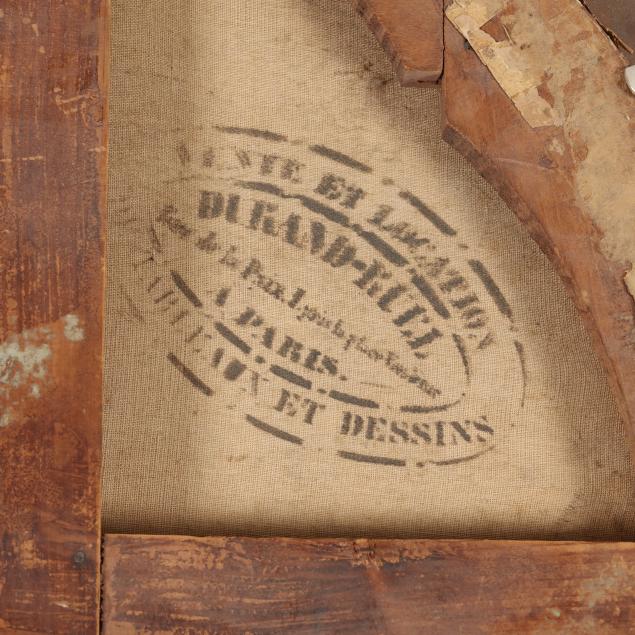 VENTE ET LOCATION
DURAND-RUEL
Rue de la Paix, 1, près la place Vendôme
A PARIS.
TABLEAUX ET DESSINS